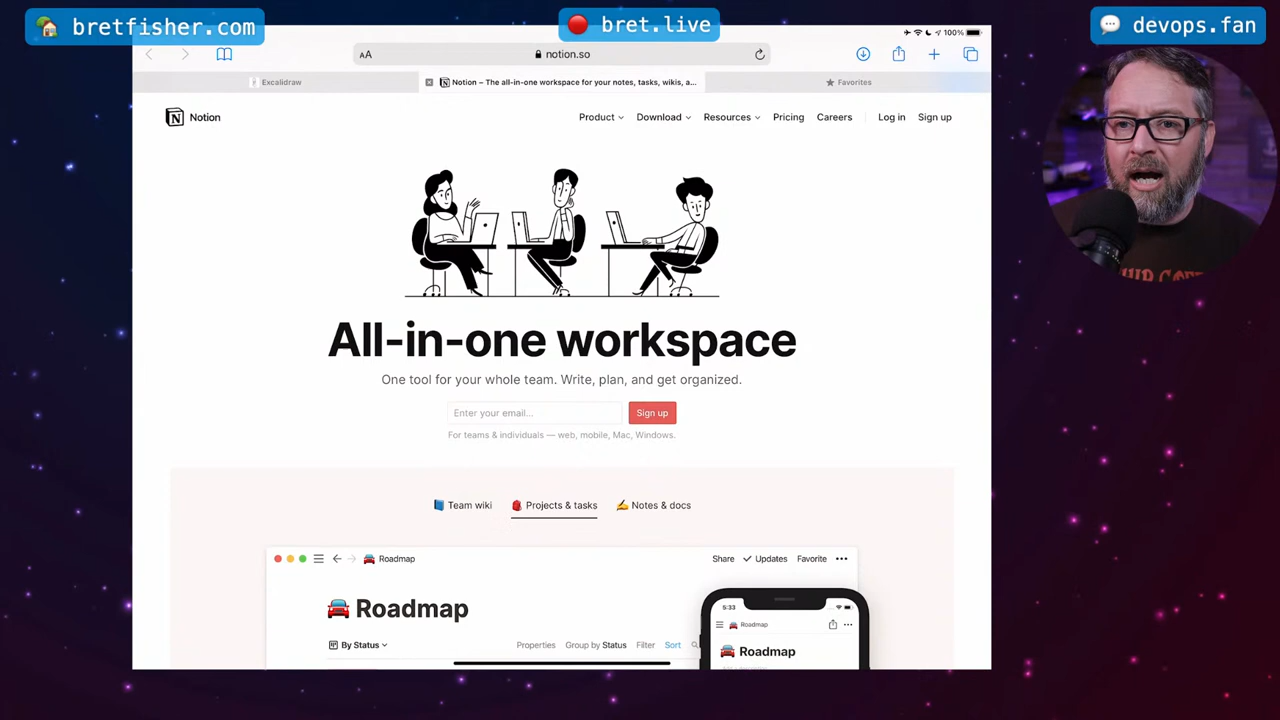 bretfisher.com
bret.live
devops.fan
100%
AA
notion.so
Excalidraw
Notion – The all-in-one workspace for your notes, tasks, wikis, a...
Favorites
Notion
Product
Download
Resources
Pricing
Careers
Log in
Sign up
All-in-one workspace
One tool for your whole team. Write, plan, and get organized.
Enter your email...
Sign up
For teams & individuals — web, mobile, Mac, Windows.
Team wiki
Projects & tasks
Notes & docs
Roadmap
Share
Updates
Favorite
Roadmap
By Status
Properties
Group by Status
Filter
Sort
5:33
Roadmap
Roadmap